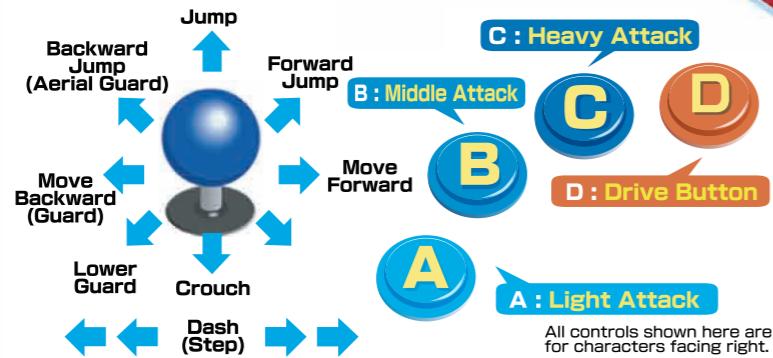 Jump
Backward
Jump
(Aerial Guard)
Forward
Jump
Move
Backward
(Guard)
Move
Forward
Lower
Guard
Crouch
Dash
(Step)
C : Heavy Attack
B : Middle Attack
C
D
B
D : Drive Button
A
A : Light Attack
All controls shown here are
for characters facing right.